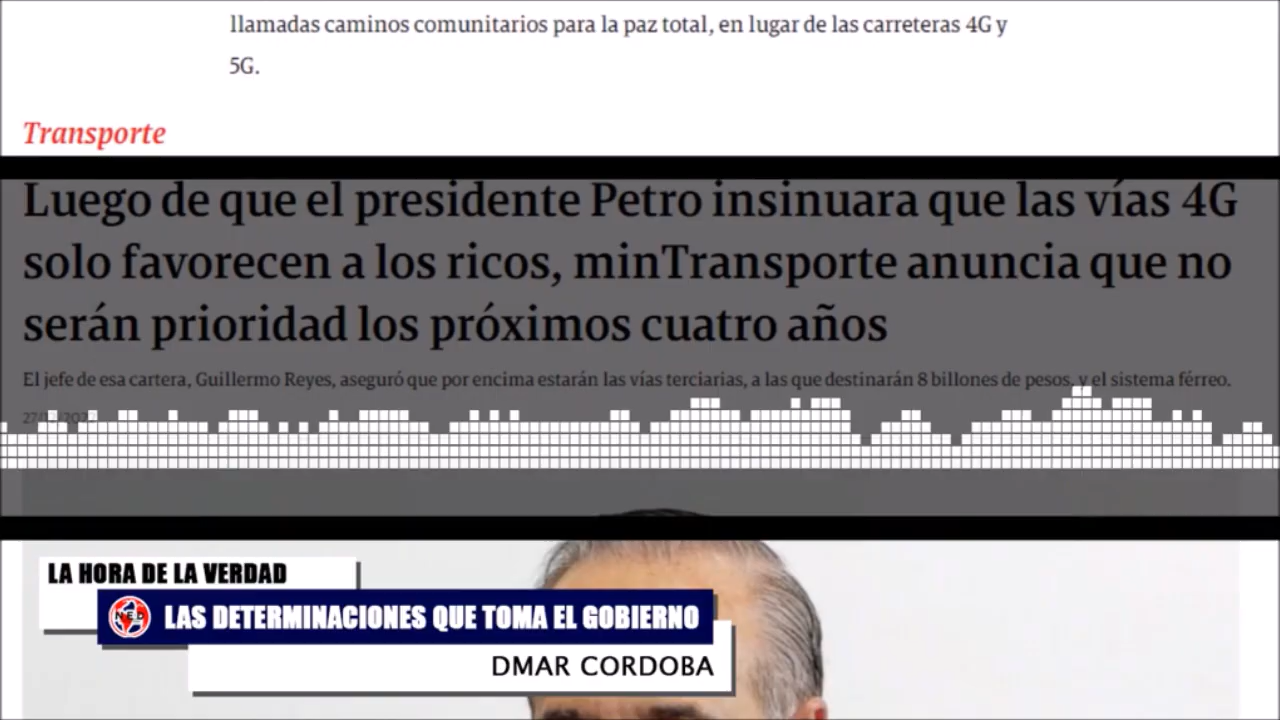 llamadas caminos comunitarios para la paz total, en lugar de las carreteras 4G y
5G.
Transporte
Luego de que el presidente Petro insinuara que las vías 4G
solo favorecen a los ricos, minTransporte anuncia que no
serán prioridad los próximos cuatro años
El jefe de esa cartera, Guillermo Reyes, aseguró que por encima estarán las vías terciarias, a las que destinarán 8 billones de pesos, y el sistema férreo.
LA HORA DE LA VERDAD
LAS DETERMINACIONES QUE TOMA EL GOBIERNO
DMAR CORDOBA